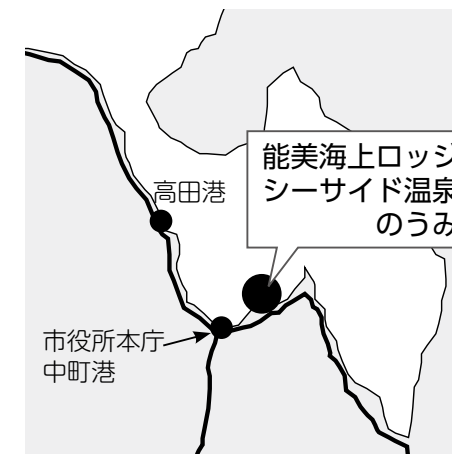 能美海上ロッジ
シーサイド温泉
のうみ
高田港
市役所本庁
中町港